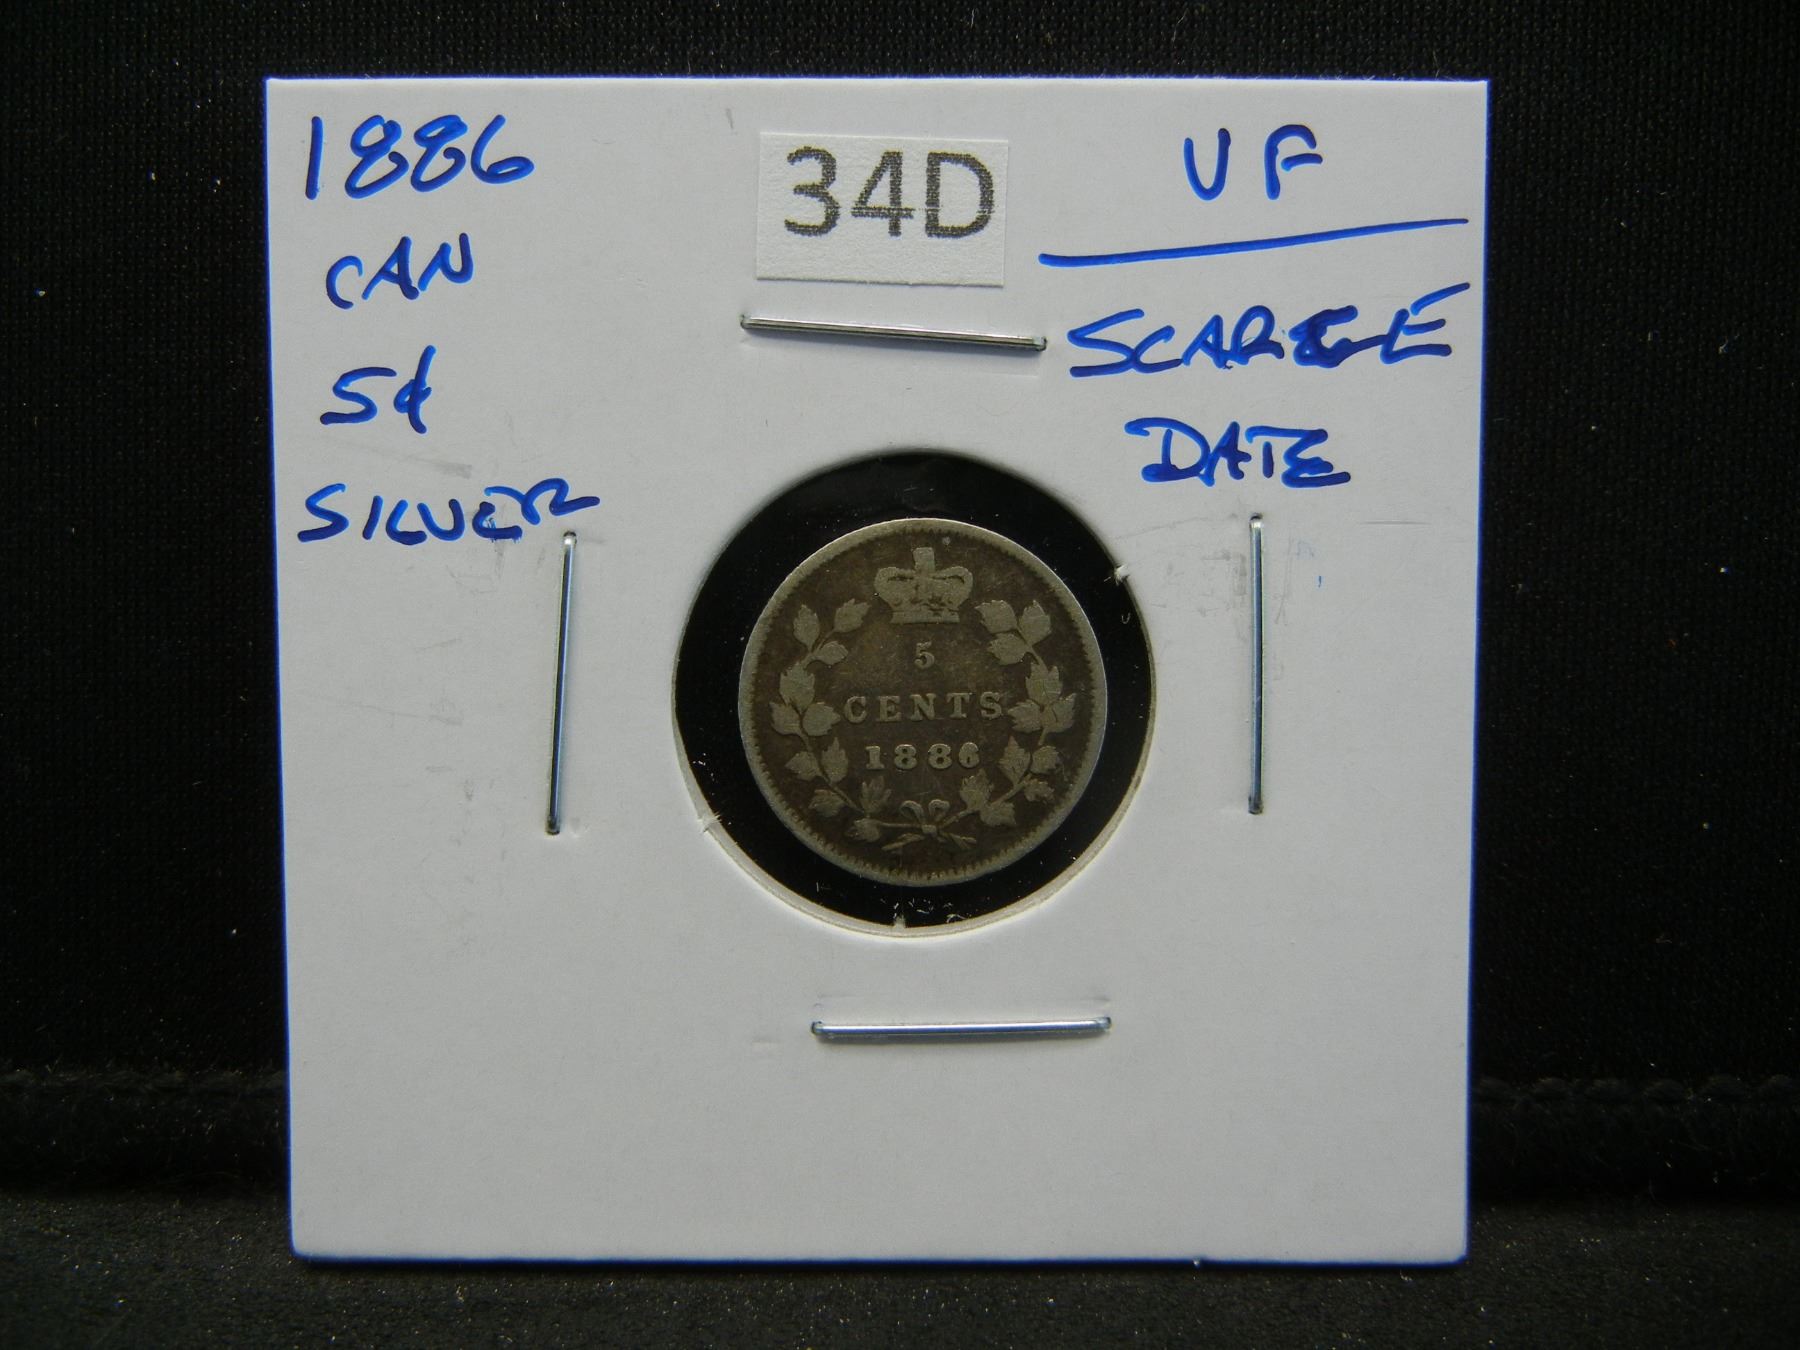 1886
CAN
5¢
SILVER
34D
VF
SCARCE
DATE
5
CENTS
1886